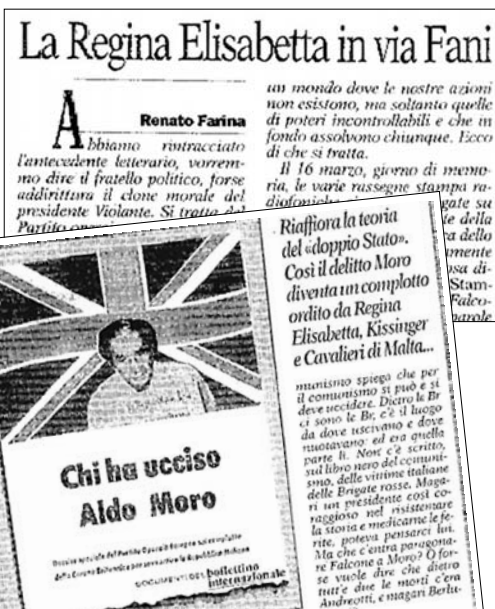 La Regina Elisabetta in via Fani
Renato Farina
Abbiamo rintracciato
l'antecedente letterario, vorrem-
mo dire il fratello politico, forse
addirittura il clone morale del
presidente Violante. Si tratta del
Partito
un mondo dove le nostre azioni
non esistono, ma soltanto quelle
di poteri incontrollabili e che in
fondo assolvono chiunque. Ecco
di che si tratta.
Il 16 marzo, giorno di memo-
ria, le varie rassegne stampa ra-
Riaffiora la teoria
del «doppio Stato».
Così il delitto Moro
diventa un complotto
ordito da Regina
Elisabetta, Kissinger
e Cavalieri di Malta...
munismo spiega che per
il comunismo si può e si
deve uccidere. Dietro le Br
ci sono le Br, c'è il luogo
da dove uscivano e dove
nuotavano: ed era quella
parte lì. Non c'è scritto,
sul libro nero del comuni-
smo, delle vittime italiane
delle Brigate rosse. Maga-
ri un presidente così co-
raggioso nel risistemare
la storia e medicarne le fe-
rite, poteva pensarci lui.
Ma che c'entra paragona-
re Falcone a Moro? O for-
se vuole dire che dietro
tutt'e due le morti c'era
Andreotti, e magari Berlu-
Chi ha ucciso
Aldo Moro
bollettino
internazionale